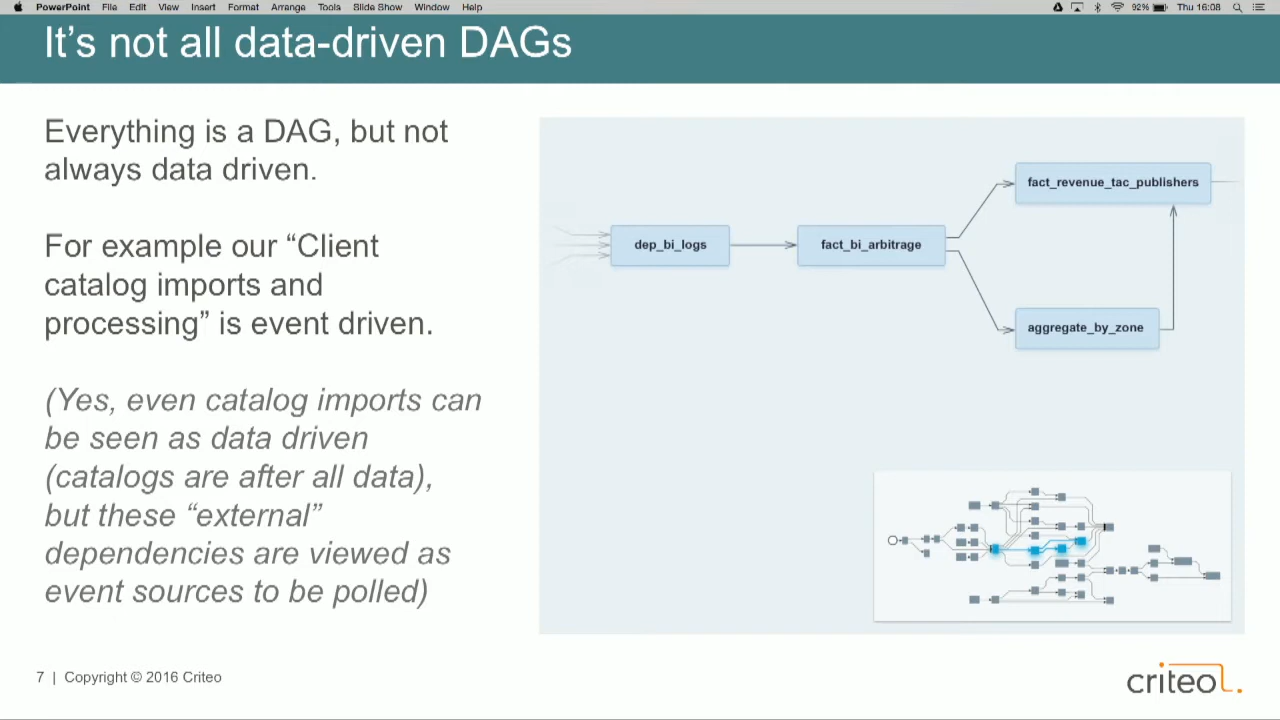 PowerPoint File Edit View Insert Format Arrange Tools Slide Show Window Help 92% Thu 16:08
It's not all data-driven DAGs
Everything is a DAG, but not
always data driven.
For example our “Client
catalog imports and
processing” is event driven.
(Yes, even catalog imports can
be seen as data driven
(catalogs are after all data),
but these “external”
dependencies are viewed as
event sources to be polled)
fact_revenue_tac_publishers
dep_bi_logs
fact_bi_arbitrage
aggregate_by_zone
7 | Copyright © 2016 Criteo
criteo